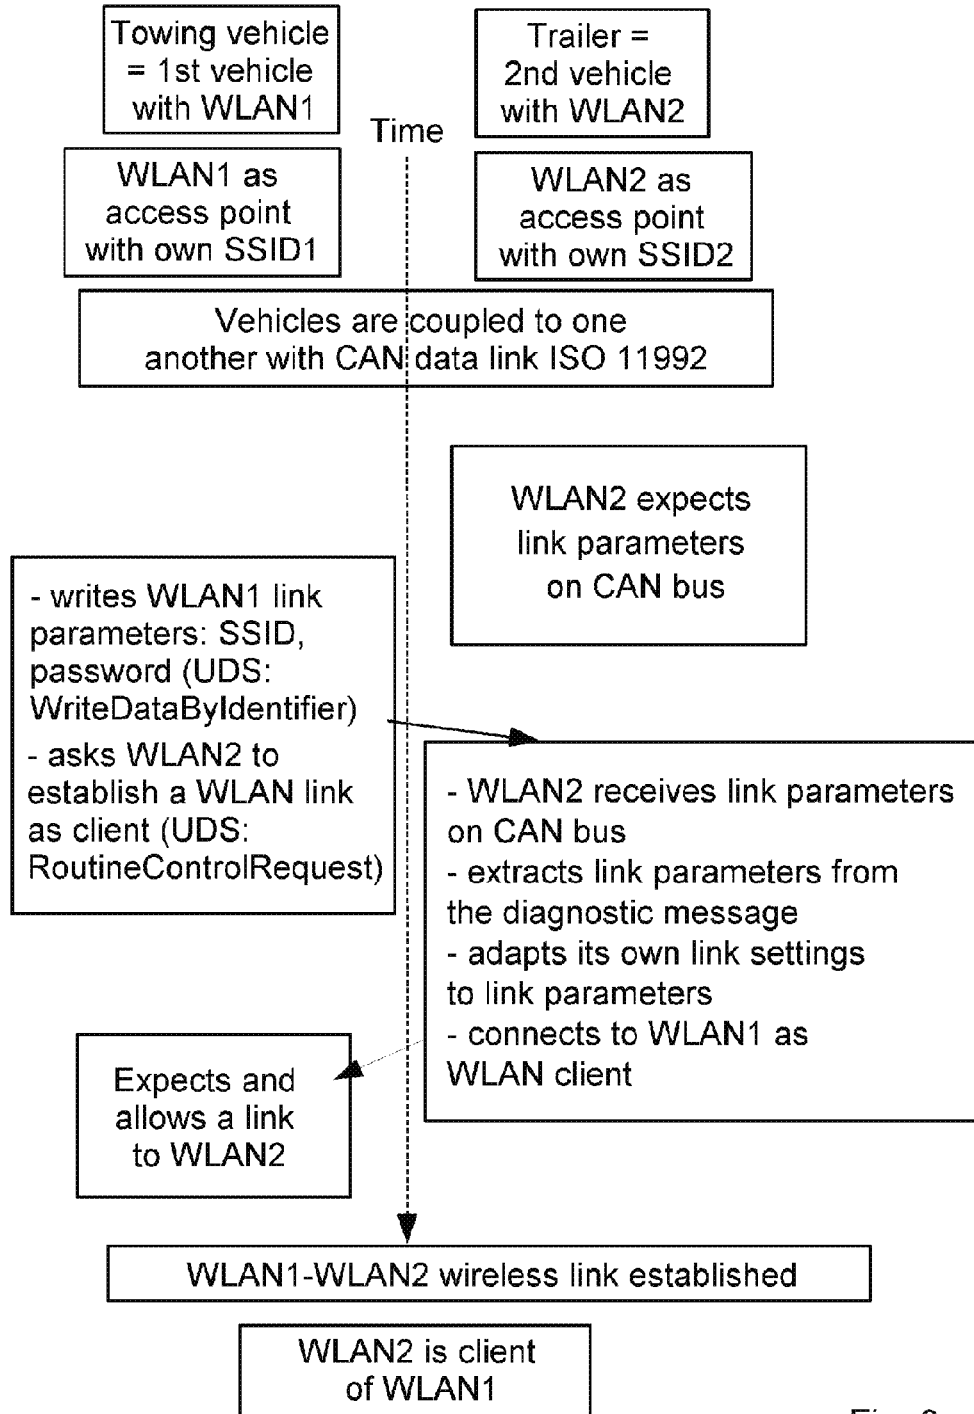 Towing vehicle
= 1st vehicle
with WLAN1
Trailer =
2nd vehicle
with WLAN2
Time
WLAN1 as
access point
with own SSID1
WLAN2 as
access point
with own SSID2
Vehicles are coupled to one
another with CAN data link ISO 11992
WLAN2 expects
link parameters
on CAN bus
- writes WLAN1 link
parameters: SSID,
password (UDS:
WriteDataByIdentifier)
- asks WLAN2 to
establish a WLAN link
as client (UDS:
RoutineControlRequest)
- WLAN2 receives link parameters
on CAN bus
- extracts link parameters from
the diagnostic message
- adapts its own link settings
to link parameters
- connects to WLAN1 as
WLAN client
Expects and
allows a link
to WLAN2
WLAN1-WLAN2 wireless link established
WLAN2 is client
of WLAN1